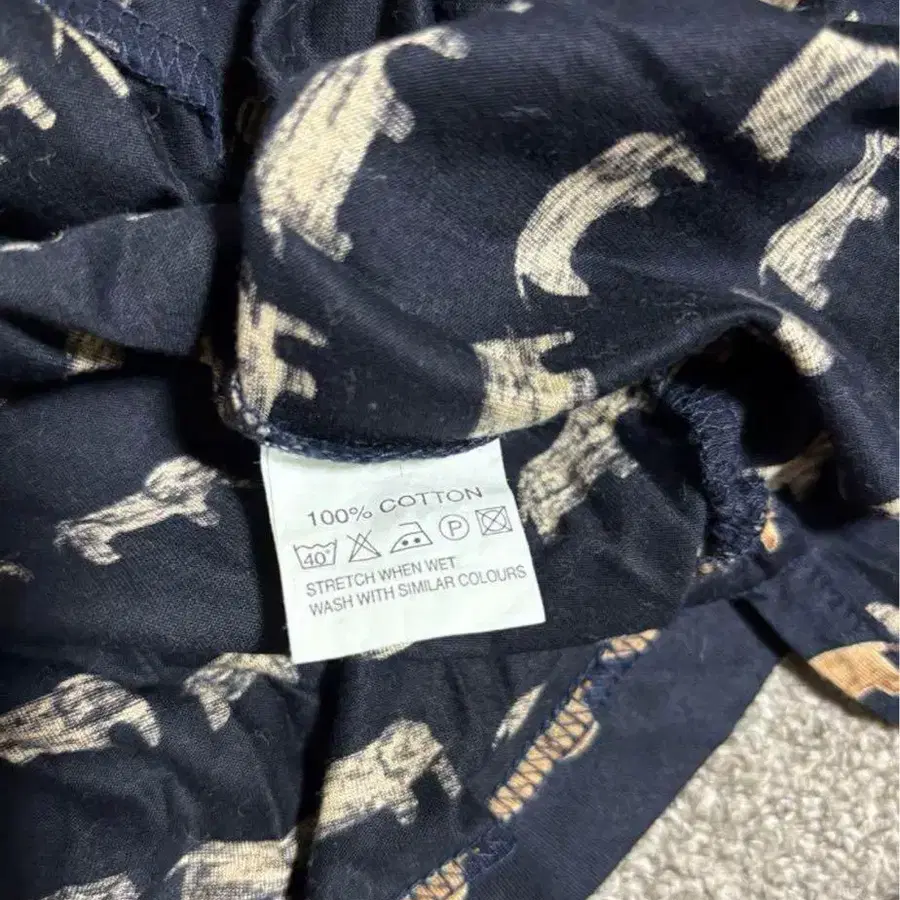 100% COTTON
40° P
STRETCH WHEN WET
WASH WITH SIMILAR COLOURS